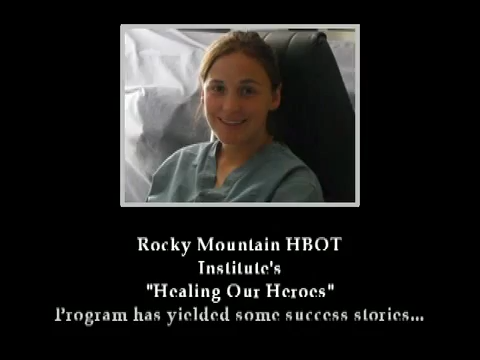 Rocky Mountain HBOT
Institute's
"Healing Our Heroes"
Program has yielded some success stories...